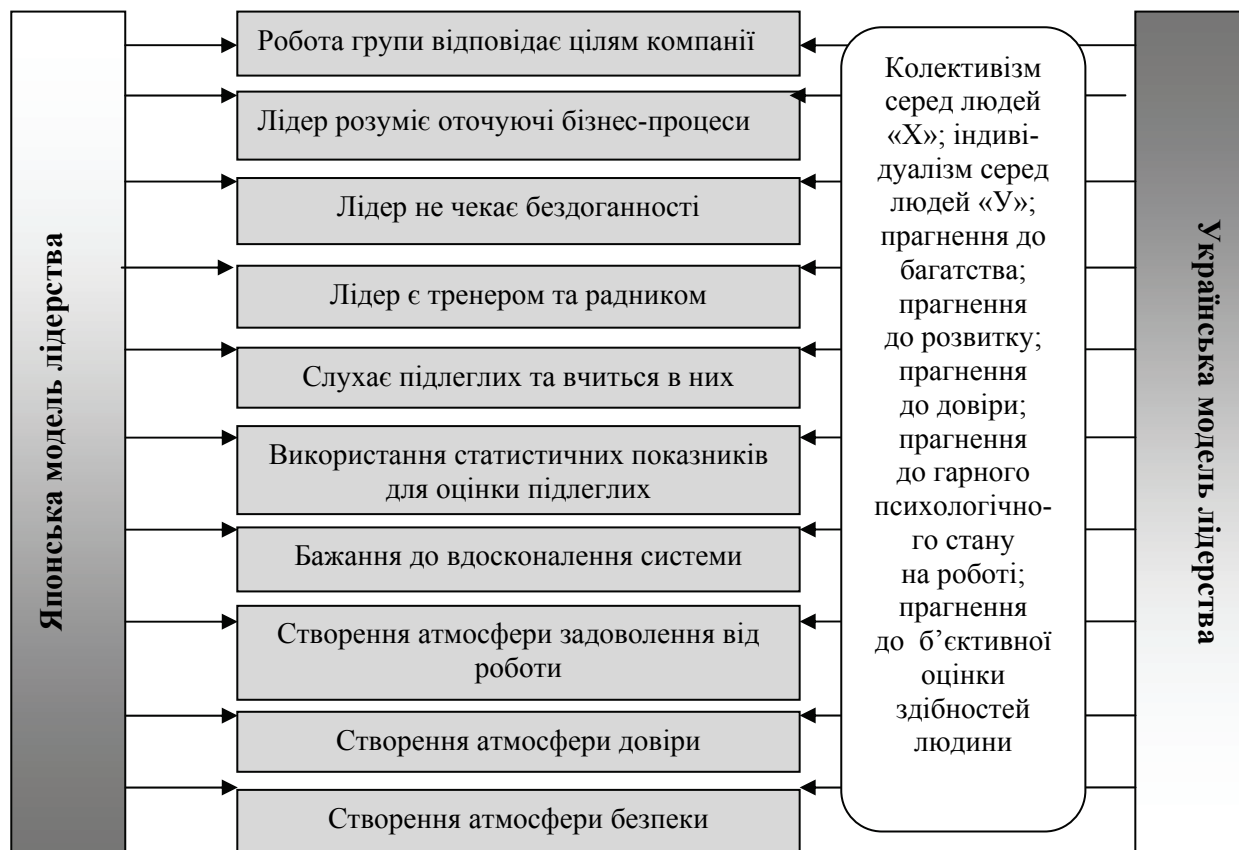 Японська модель лідерства
Робота групи відповідає цілям компанії
Лідер розуміє оточуючі бізнес-процеси
Лідер не чекає бездоганності
Лідер є тренером та радником
Слухає підлеглих та вчиться в них
Використання статистичних показників
для оцінки підлеглих
Бажання до вдосконалення системи
Створення атмосфери задоволення від
роботи
Створення атмосфери довіри
Створення атмосфери безпеки
Колективізм
серед людей
«Х»; індиві-
дуалізм серед
людей «У»;
прагнення до
багатства;
прагнення
до розвитку;
прагнення
до довіри;
прагнення
до гарного
психологічно-
го стану
на роботі;
прагнення
до б’єктивної
оцінки
здібностей
людини
Українська модель лідерства